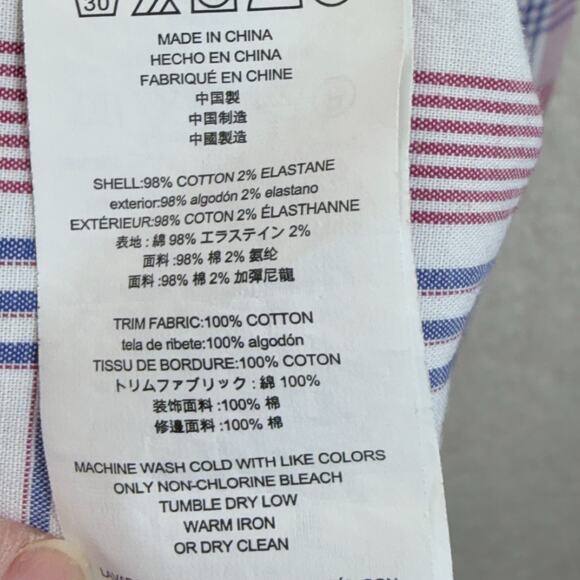 30
MADE IN CHINA
HECHO EN CHINA
FABRIQUÉ EN CHINE
中国製
中国制造
中國製造
SHELL:98% COTTON 2% ELASTANE
exterior:98% algodón 2% elastano
EXTÉRIEUR:98% COTON 2% ÉLASTHANNE
表地 : 綿 98% エラステイン 2%
面料 :98% 棉 2% 氨纶
面料 :98% 棉 2% 加彈尼龍
TRIM FABRIC:100% COTTON
tela de ribete:100% algodón
TISSU DE BORDURE:100% COTON
トリムファブリック : 綿 100%
装饰面料 :100% 棉
修邊面料 :100% 棉
MACHINE WASH COLD WITH LIKE COLORS
ONLY NON-CHLORINE BLEACH
TUMBLE DRY LOW
WARM IRON
OR DRY CLEAN